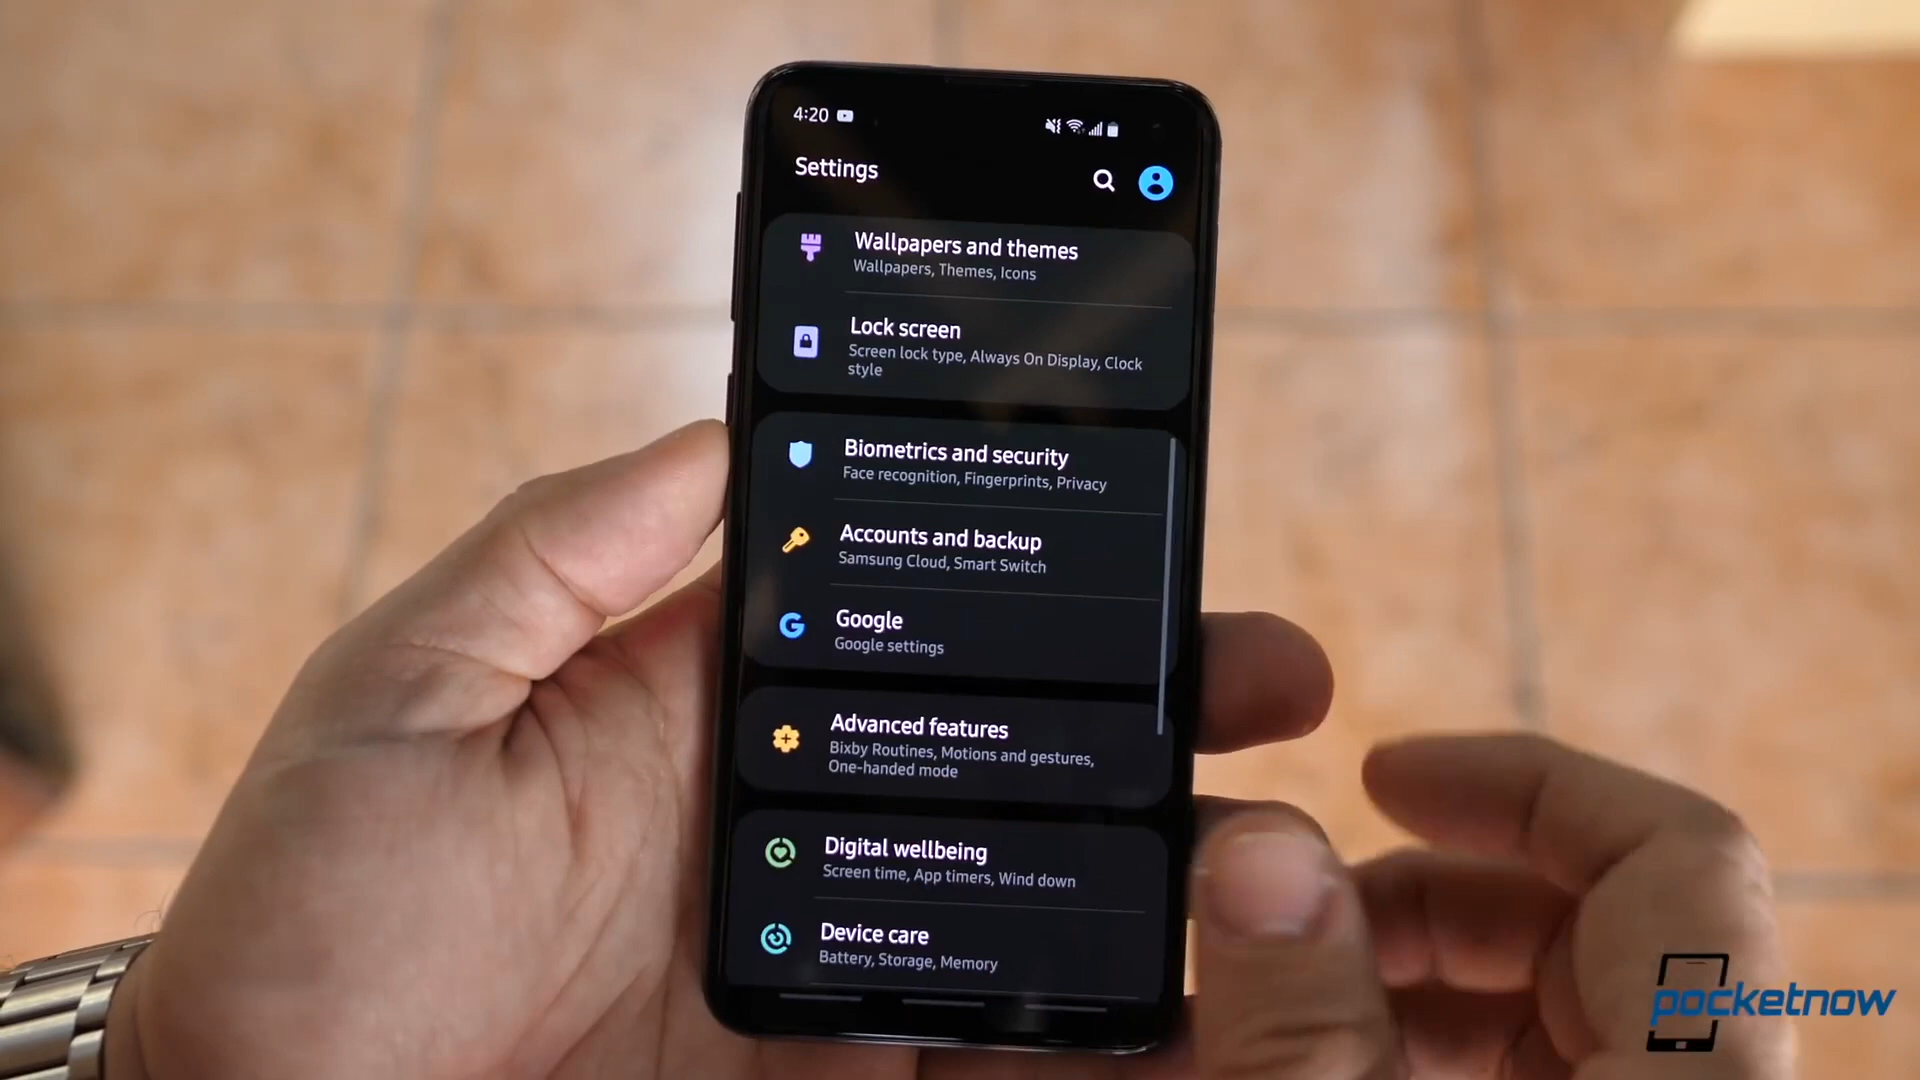 4:20
Settings
Wallpapers and themes
Wallpapers, Themes, Icons
Lock screen
Screen lock type, Always On Display, Clock
style
Biometrics and security
Face recognition, Fingerprints, Privacy
Accounts and backup
Samsung Cloud, Smart Switch
Google
Google settings
Advanced features
Bixby Routines, Motions and gestures,
One-handed mode
Digital wellbeing
Screen time, App timers, Wind down
Device care
Battery, Storage, Memory
pocketnow